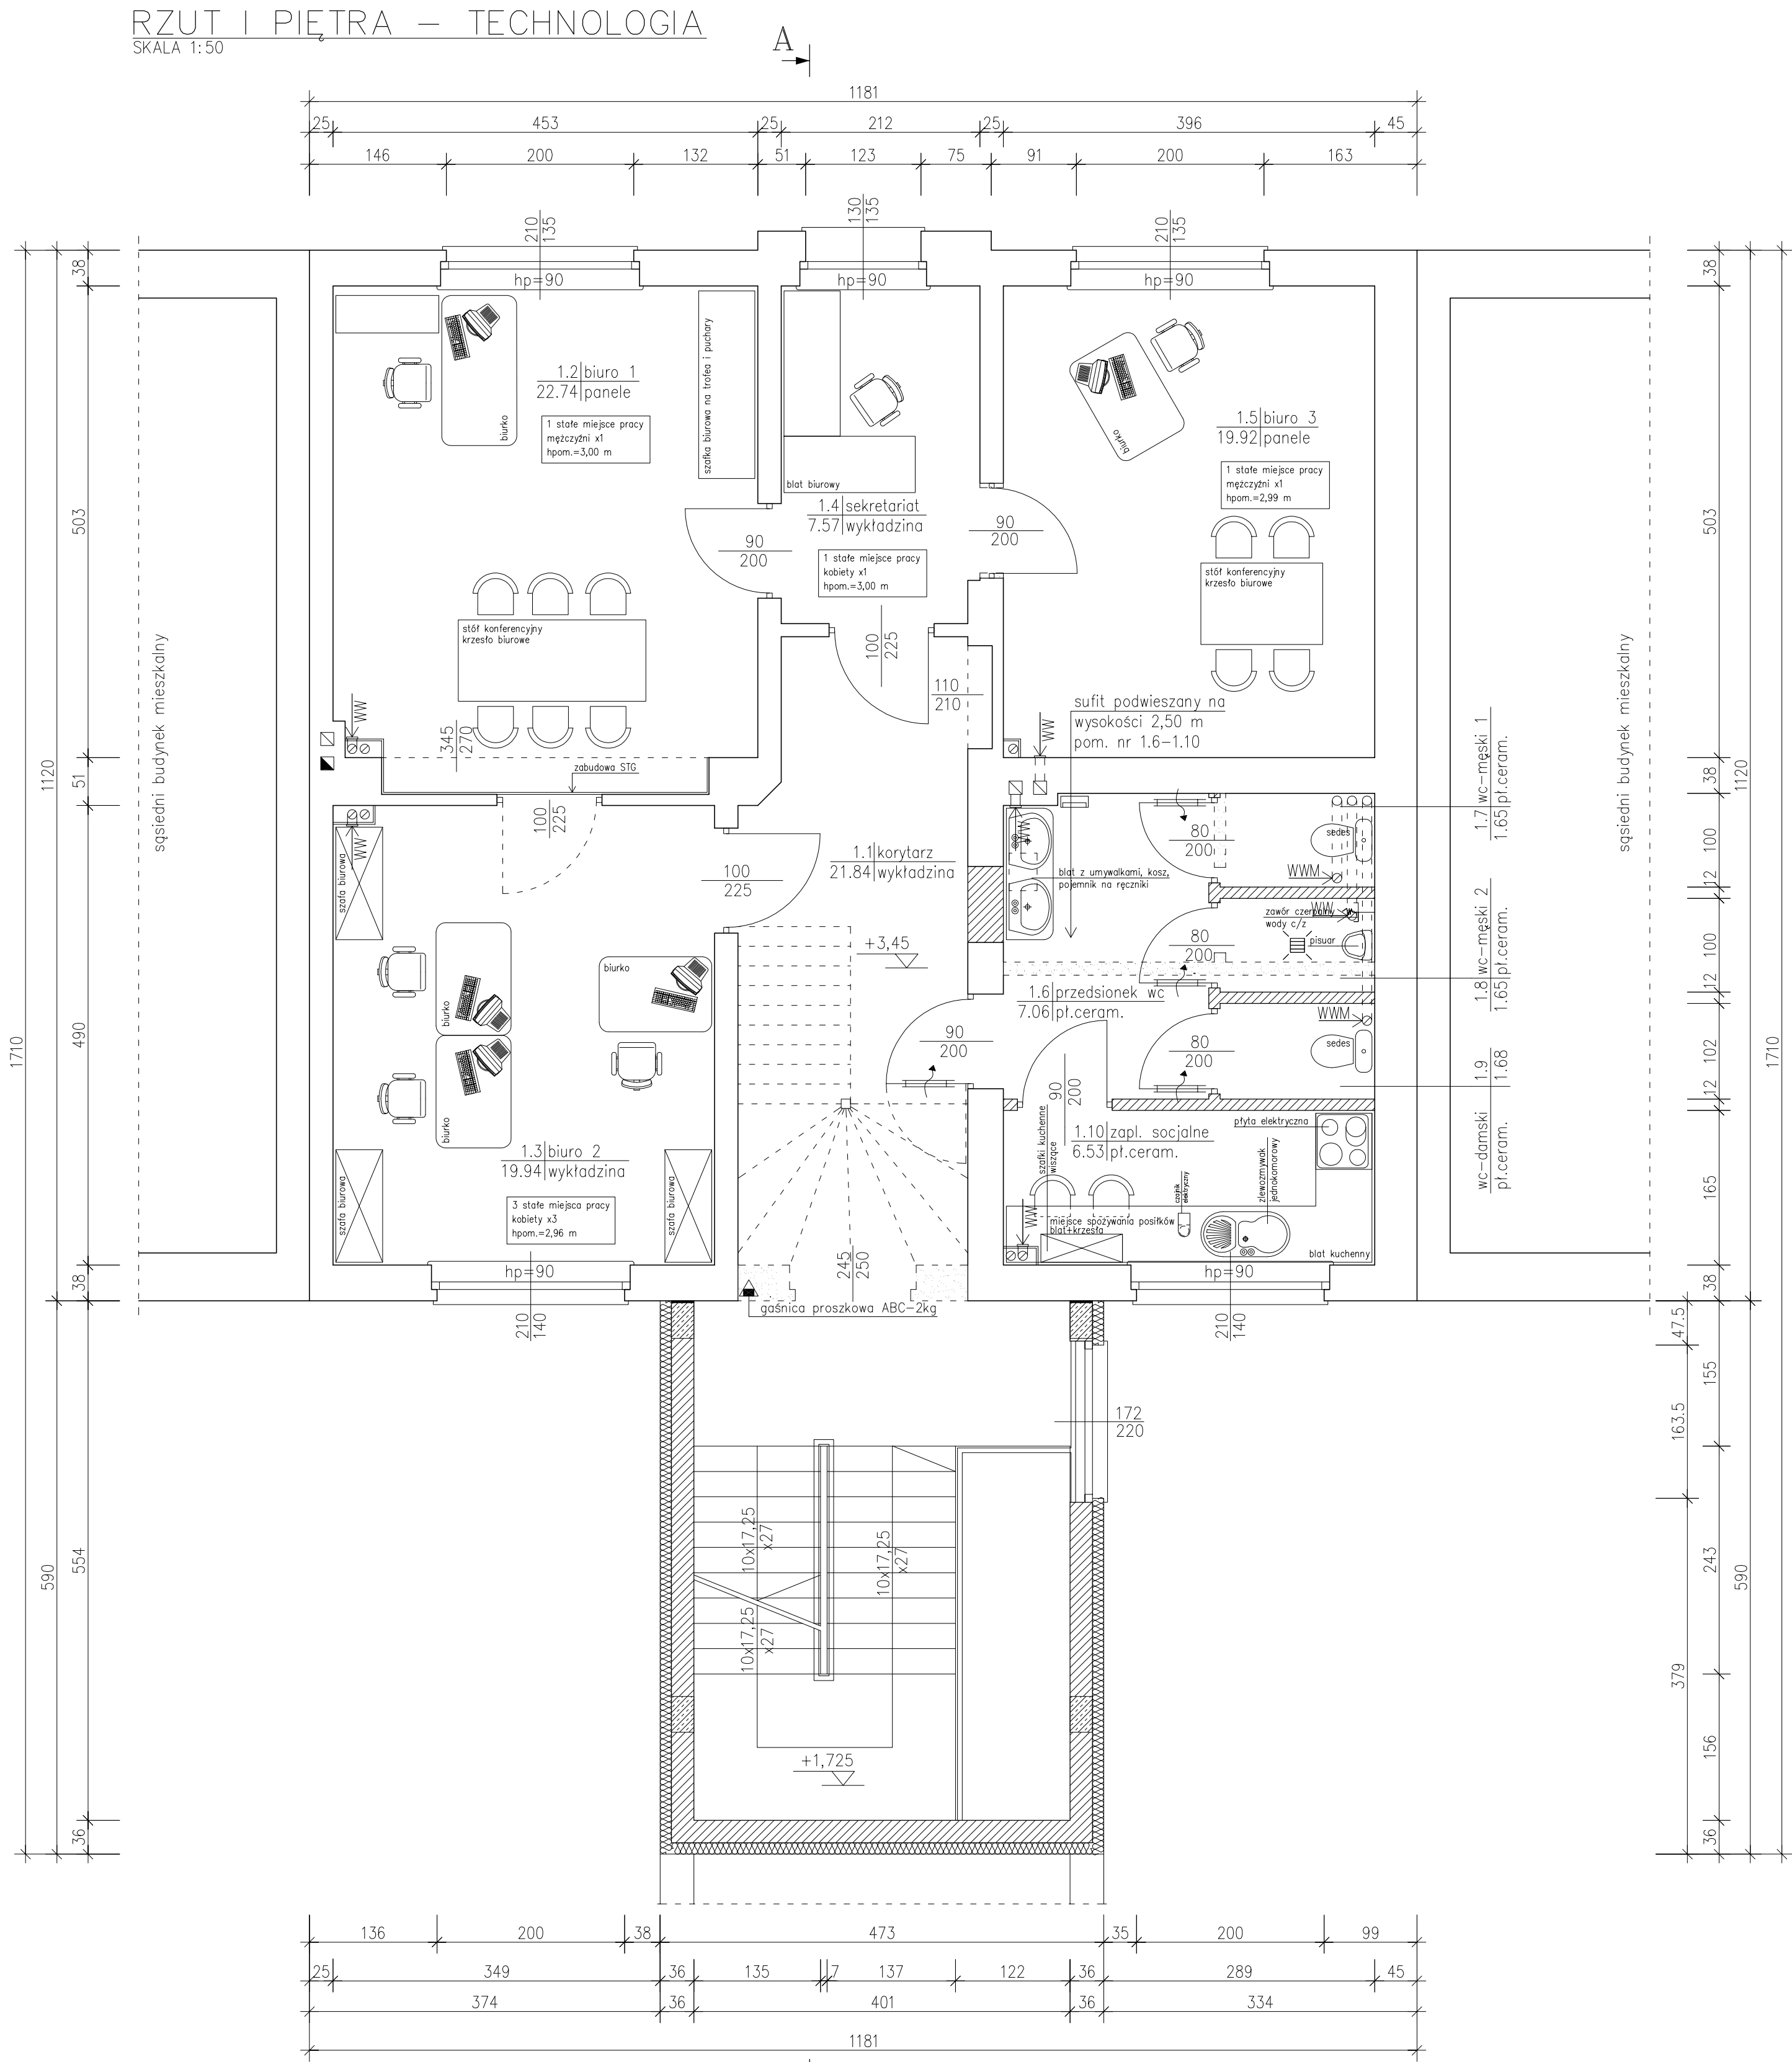 RZUT I PIĘTRA – TECHNOLOGIA
SKALA 1:50
A
1181
25 453 25 212 25 396 45
146 200 132 51 123 75 91 200 163
210
135
130
135
210
135
hp=90
hp=90
hp=90
1.2 biuro 1
22.74 panele
1 stałe miejsce pracy
mężczyźni x1
hpom.=3,00 m
biurko
szafka biurowa na trofea i puchary
blat biurowy
1.4 sekretariat
7.57 wykładzina
1 stałe miejsce pracy
kobiety x1
hpom.=3,00 m
biurko
1.5 biuro 3
19.92 panele
1 stałe miejsce pracy
mężczyźni x1
hpom.=2,99 m
90
200
90
200
stół konferencyjny
krzesło biurowe
stół konferencyjny
krzesło biurowe
100
225
110
210
345
270
WW
WW
zabudowa STG
sufit podwieszany na
wysokości 2,50 m
pom. nr 1.6–1.10
sąsiedni budynek mieszkalny
sąsiedni budynek mieszkalny
100
225
WW
szafa biurowa
100
225
1.1 korytarz
21.84 wykładzina
+3,45
WW
blat z umywalkami, kosz,
pojemnik na ręczniki
80
200
sedes
WWM
WW
zawór czerpalny
wody c/z
pisuar
80
200
1.6 przedsionek wc
7.06 pł.ceram.
WWM
sedes
80
200
90
200
90
200
1.7 wc–męski 1
1.65 pł.ceram.
1.8 wc–męski 2
1.65 pł.ceram.
1.9 wc–damski
1.68 pł.ceram.
biurko
biurko
biurko
1.3 biuro 2
19.94 wykładzina
3 stałe miejsca pracy
kobiety x3
hpom.=2,96 m
szafa biurowa
szafa biurowa
hp=90
210
140
245
250
gaśnica proszkowa ABC–2kg
szafki kuchenne
wiszące
1.10 zapl. socjalne
6.53 pł.ceram.
płyta elektryczna
zlewozmywak
jednokomorowy
czajnik
elektryczny
WW
miejsce spożywania posiłków
blat+krzesła
blat kuchenny
hp=90
210
140
172
220
10x17,25
x27
10x17,25
x27
10x17,25
x27
+1,725
38 503 51 490 38 554 36
1120 590
1710
38 503 38 100 12 100 12 102 12 165 38 155 243 156 36
47.5 163.5 379
1120 590
1710
136 200 38 473 35 200 99
25 349 36 135 7 137 122 36 289 45
374 36 401 36 334
1181